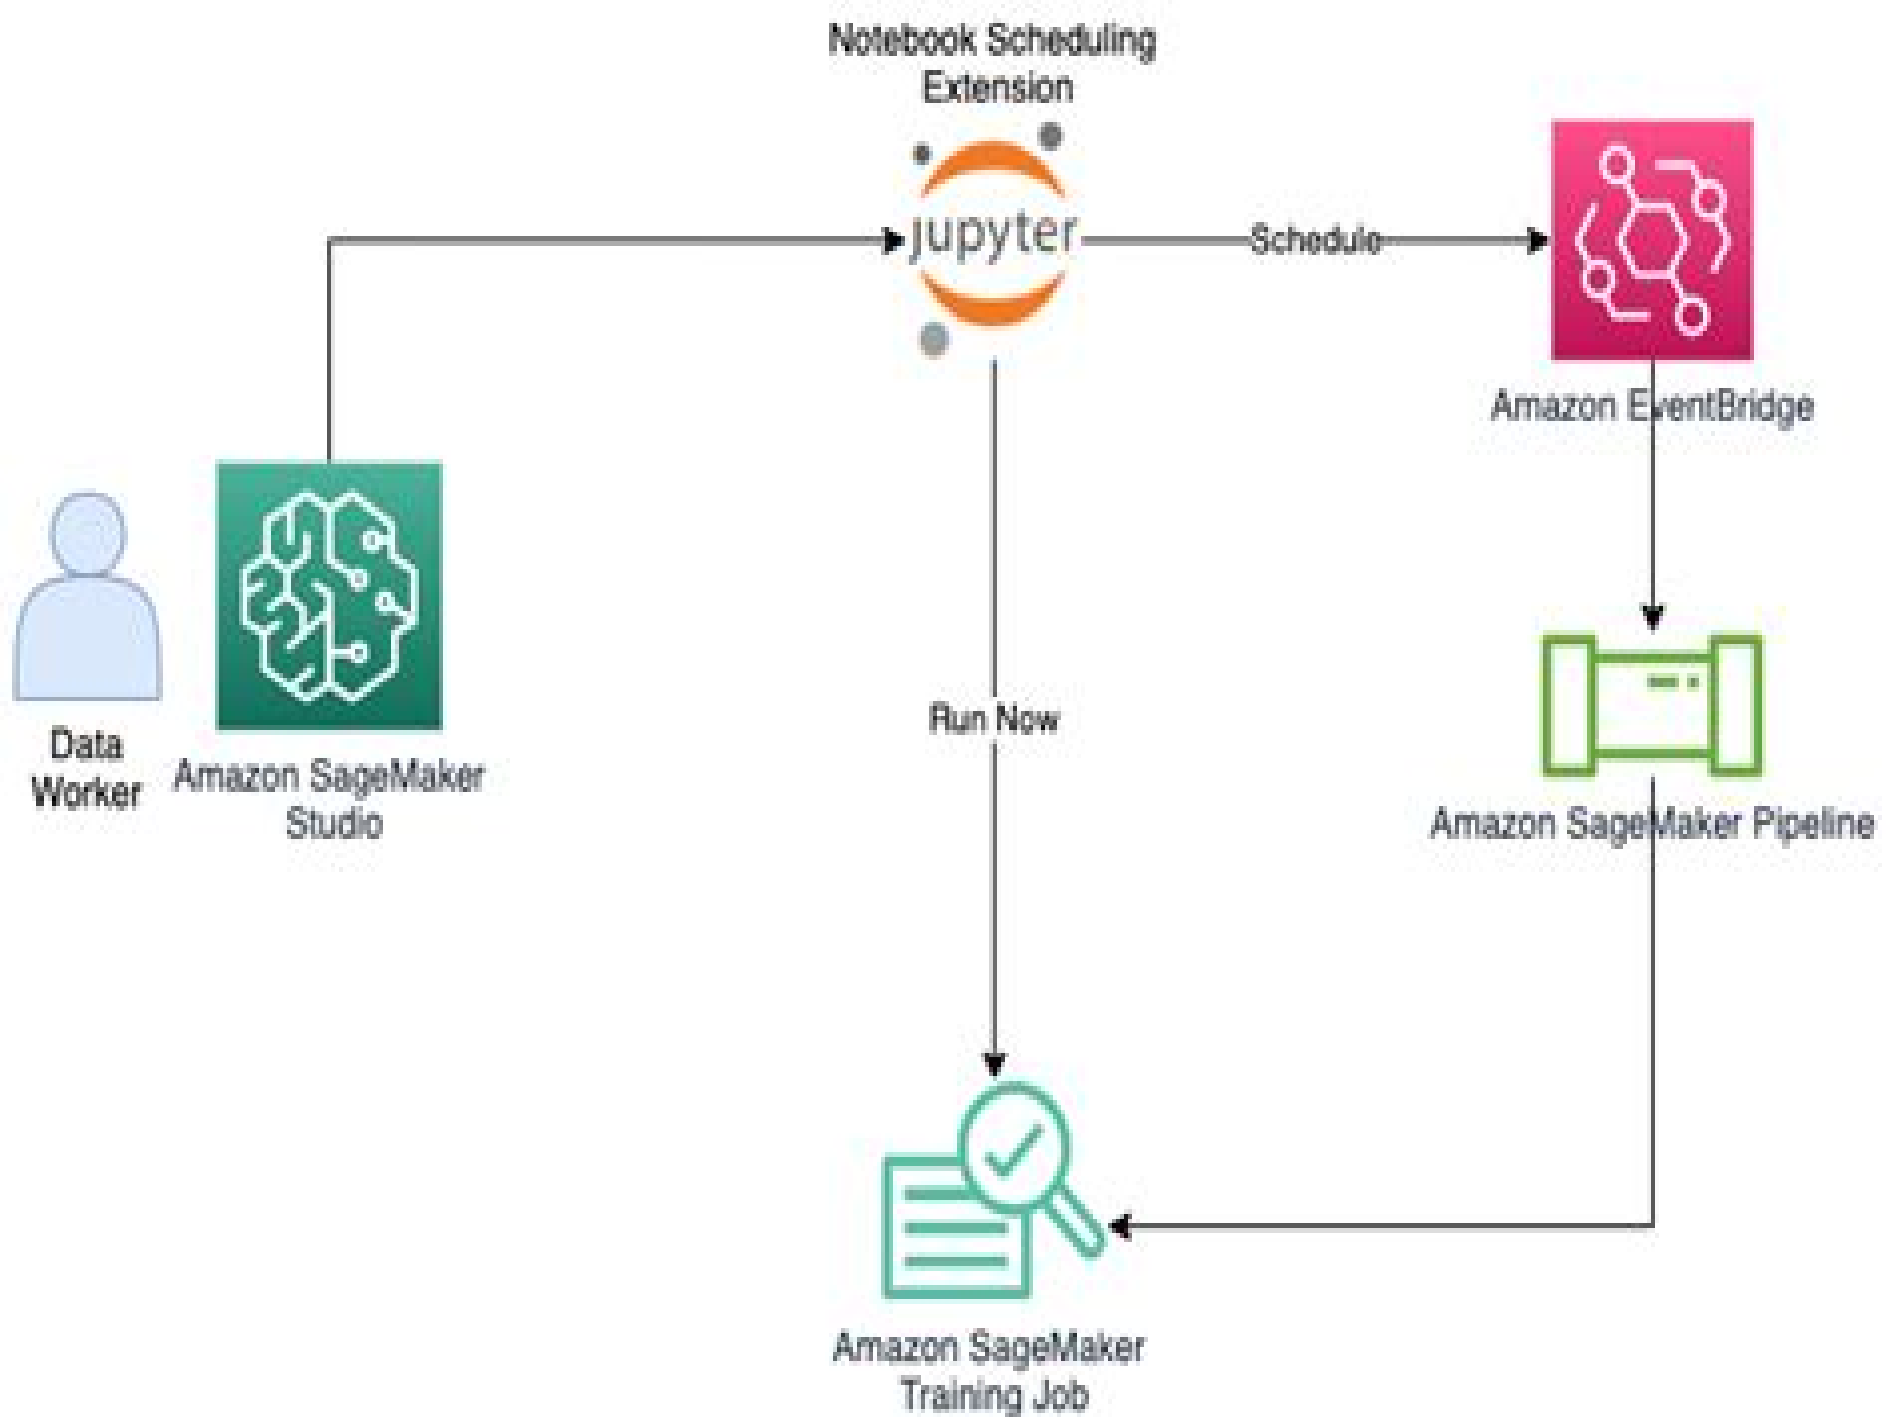 Notebook Scheduling
Extension
jupyter
Schedule
Amazon EventBridge
Run Now
Data
Worker
Amazon SageMaker
Studio
Amazon SageMaker Pipeline
Amazon SageMaker
Training Job